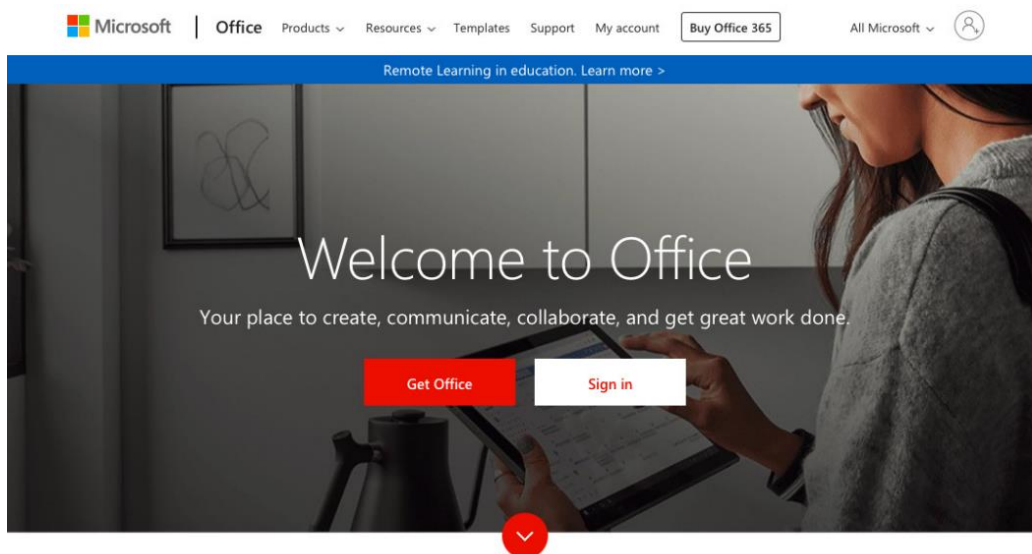 Microsoft | Office Products Resources Templates Support My account Buy Office 365 All Microsoft
Remote Learning in education. Learn more >
Welcome to Office
Your place to create, communicate, collaborate, and get great work done.
Get Office Sign in